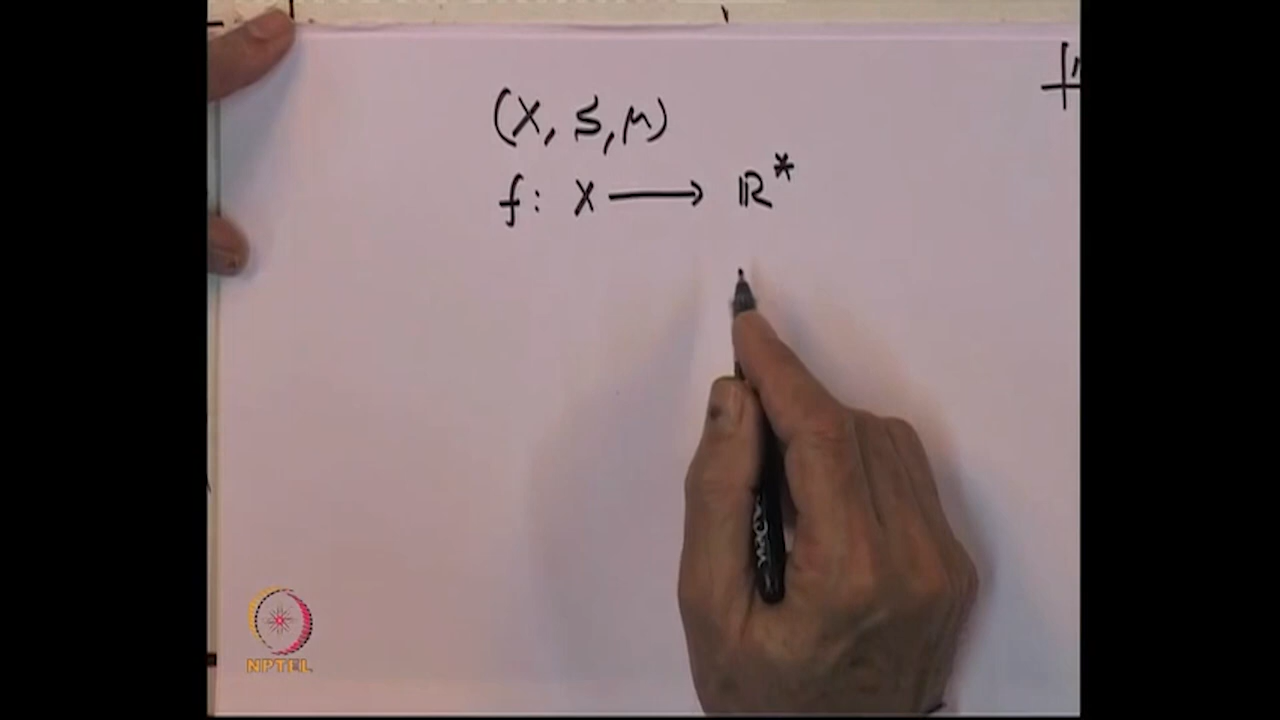 (X, S, μ)
f: X ⟶ ℝ*
NPTEL